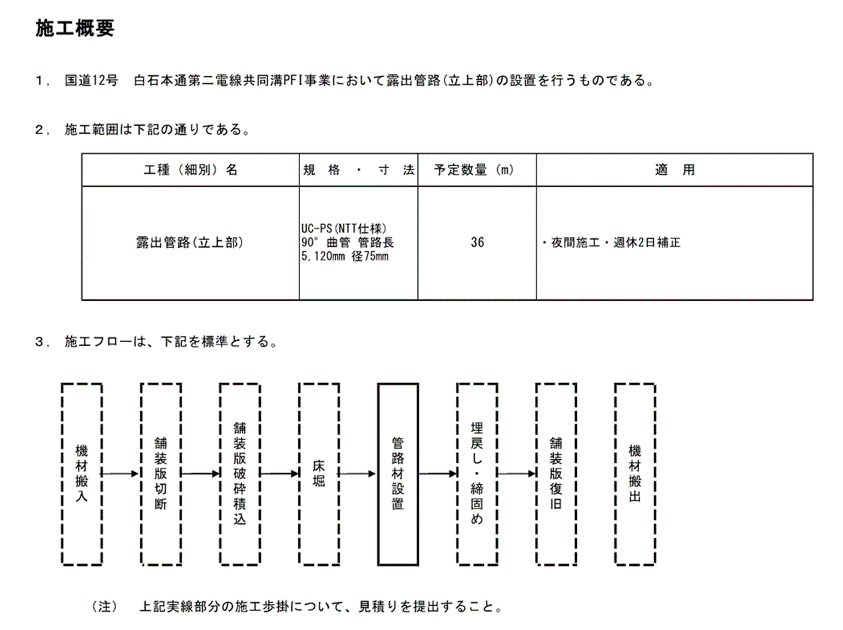 施工概要
１． 国道12号　白石本通第二電線共同溝PFI事業において露出管路(立上部)の設置を行うものである。
２． 施工範囲は下記の通りである。
工種（細別）名　規　格　・　寸　法　予定数量（m）　適　用
露出管路(立上部)
UC-PS(NTT仕様)
90°曲管 管路長
5,120mm 径75mm
36
・夜間施工・週休2日補正
３． 施工フローは、下記を標準とする。
機材搬入
舗装版切断
舗装版破砕積込
床堀
管路材設置
埋戻し・締固め
舗装版復旧
機材搬出
（注）　上記実線部分の施工歩掛について、見積りを提出すること。